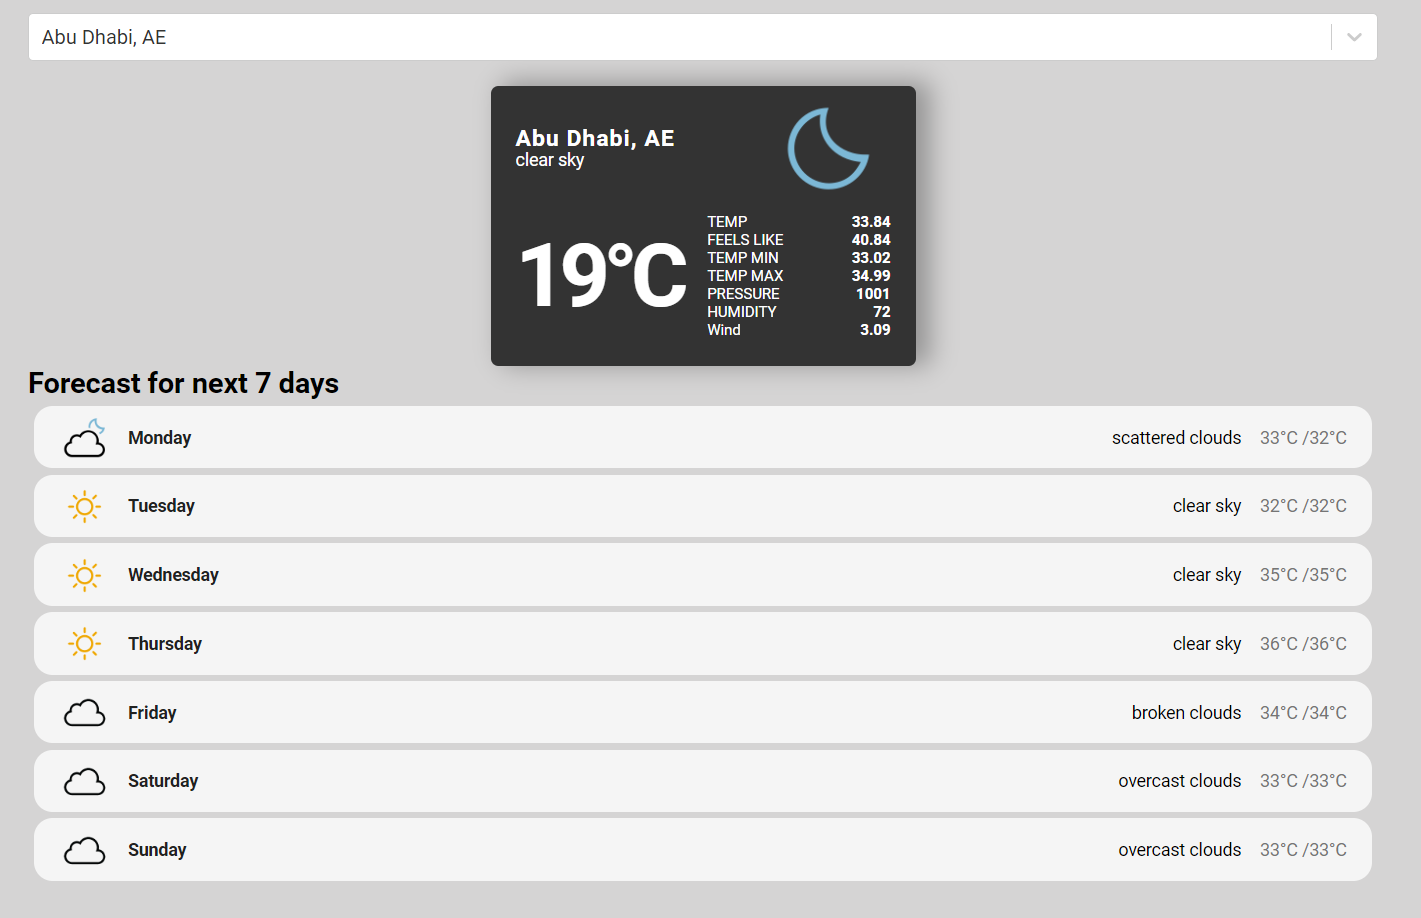 Abu Dhabi, AE
Abu Dhabi, AE
clear sky
19°C
TEMP 33.84
FEELS LIKE 40.84
TEMP MIN 33.02
TEMP MAX 34.99
PRESSURE 1001
HUMIDITY 72
Wind 3.09
Forecast for next 7 days
Monday scattered clouds 33°C /32°C
Tuesday clear sky 32°C /32°C
Wednesday clear sky 35°C /35°C
Thursday clear sky 36°C /36°C
Friday broken clouds 34°C /34°C
Saturday overcast clouds 33°C /33°C
Sunday overcast clouds 33°C /33°C